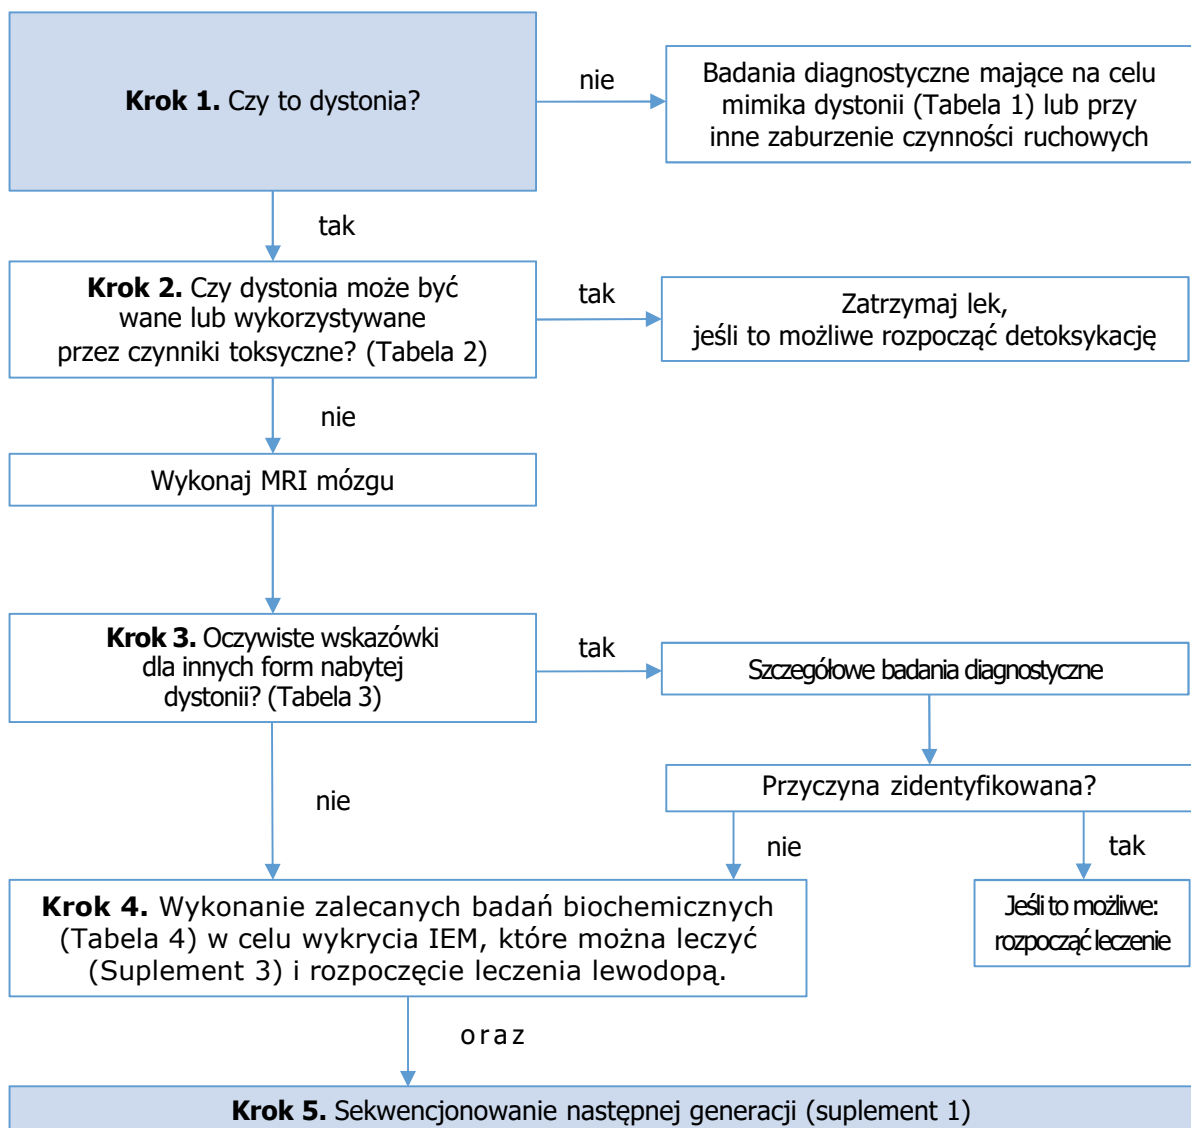 Krok 1. Czy to dystonia?
nie
Badania diagnostyczne mające na celu
mimika dystonii (Tabela 1) lub przy
inne zaburzenie czynności ruchowych
tak
Krok 2. Czy dystonia może być
wane lub wykorzystywane
przez czynniki toksyczne? (Tabela 2)
tak
Zatrzymaj lek,
jeśli to możliwe rozpocząć detoksykację
nie
Wykonaj MRI mózgu
Krok 3. Oczywiste wskazówki
dla innych form nabytej
dystonii? (Tabela 3)
tak
Szczegółowe badania diagnostyczne
Przyczyna zidentyfikowana?
nie
nie
tak
Krok 4. Wykonanie zalecanych badań biochemicznych
(Tabela 4) w celu wykrycia IEM, które można leczyć
(Suplement 3) i rozpoczęcie leczenia lewodopą.
Jeśli to możliwe:
rozpocząć leczenie
oraz
Krok 5. Sekwencjonowanie następnej generacji (suplement 1)